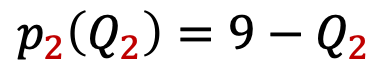 p₂(Q₂) = 9 − Q₂